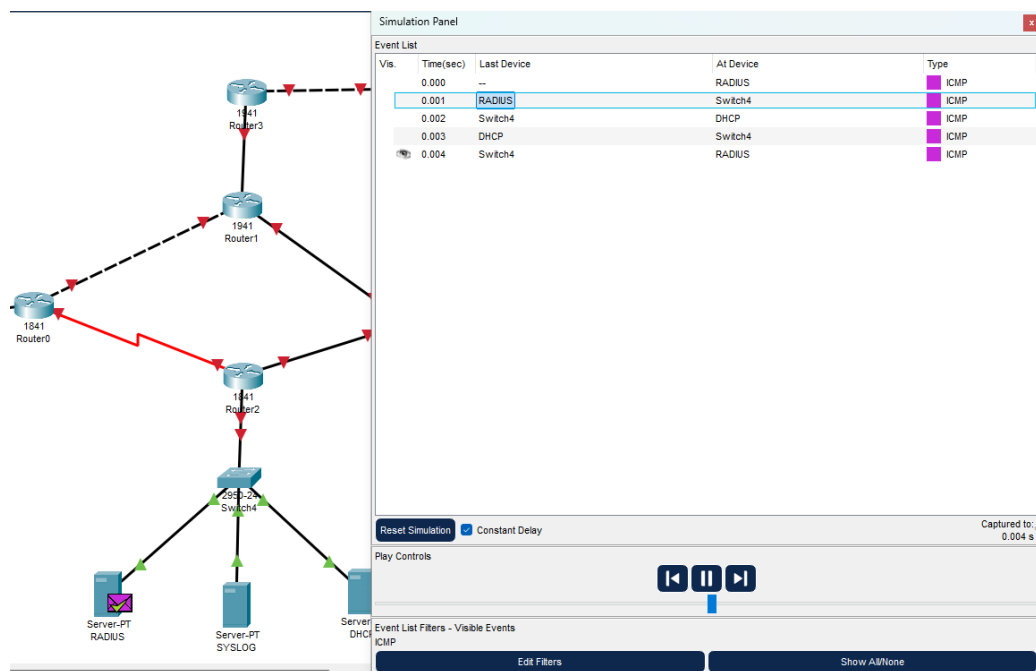 Simulation Panel
x
Event List
Vis. Time(sec) Last Device At Device Type
0.000 -- RADIUS ICMP
0.001 RADIUS Switch4 ICMP
0.002 Switch4 DHCP ICMP
0.003 DHCP Switch4 ICMP
0.004 Switch4 RADIUS ICMP
1941
Router3
1941
Router1
1841
Router0
1841
Router2
2950-24
Switch4
Server-PT
RADIUS
Server-PT
SYSLOG
Reset Simulation Constant Delay
Captured to:
0.004 s
Play Controls
Event List Filters - Visible Events
ICMP
Edit Filters Show All/None